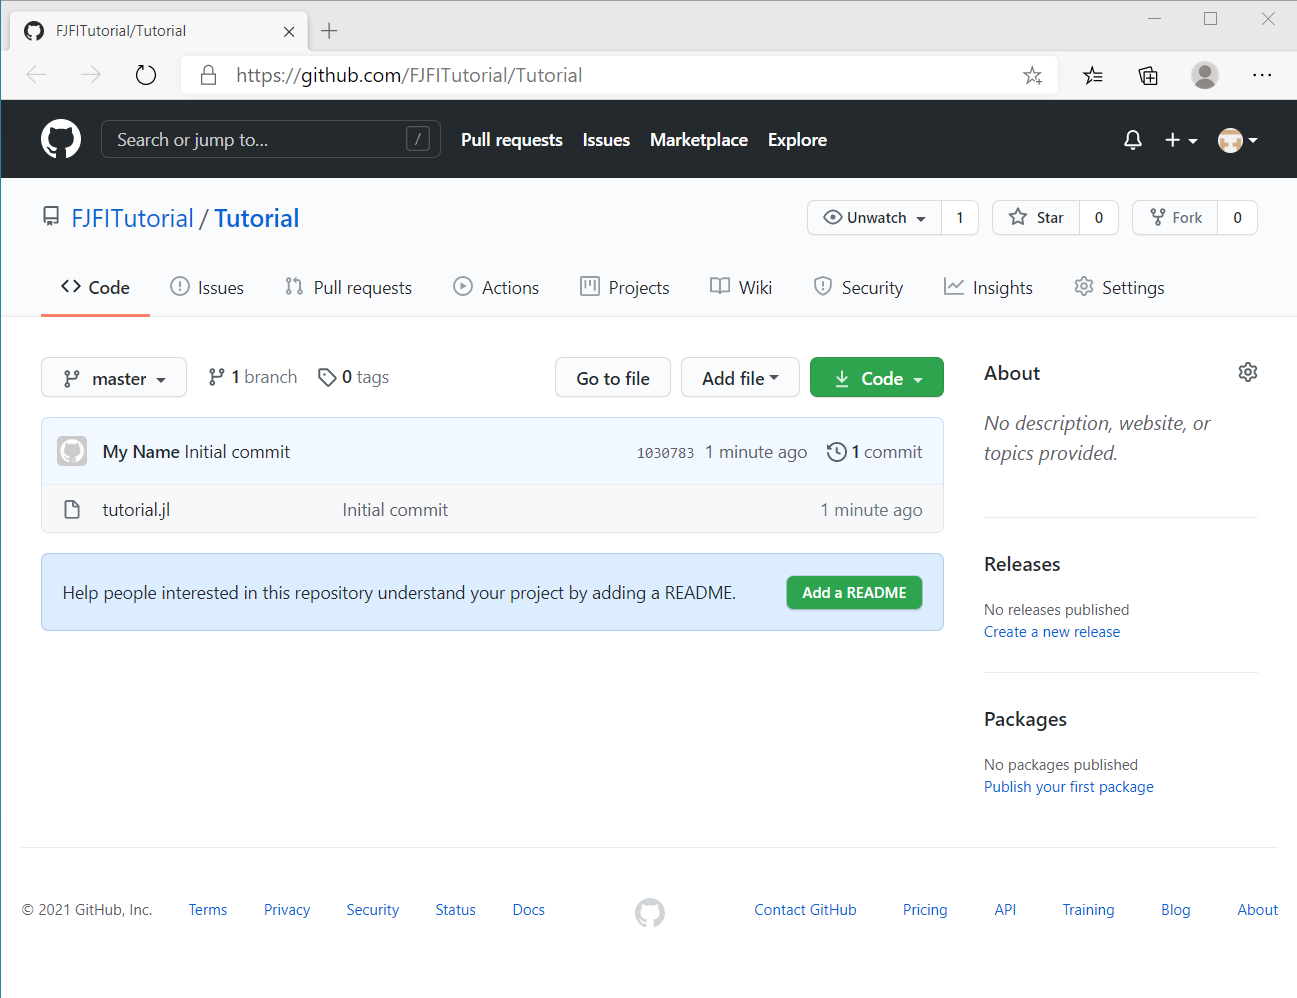 FJFITutorial/Tutorial
https://github.com/FJFITutorial/Tutorial
Search or jump to... / Pull requests Issues Marketplace Explore
FJFITutorial / Tutorial Unwatch 1 Star 0 Fork 0
Code Issues Pull requests Actions Projects Wiki Security Insights Settings
master 1 branch 0 tags Go to file Add file Code
My Name Initial commit 1030783 1 minute ago 1 commit
tutorial.jl Initial commit 1 minute ago
Help people interested in this repository understand your project by adding a README. Add a README
About
No description, website, or
topics provided.
Releases
No releases published
Create a new release
Packages
No packages published
Publish your first package
© 2021 GitHub, Inc. Terms Privacy Security Status Docs Contact GitHub Pricing API Training Blog About